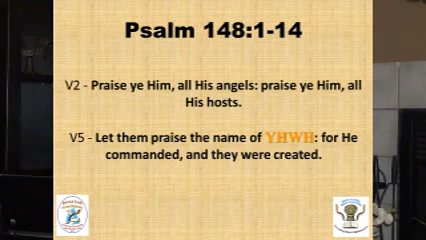 Psalm 148:1-14
V2 - Praise ye Him, all His angels: praise ye Him, all
His hosts.
V5 - Let them praise the name of YHWH: for He
commanded, and they were created.